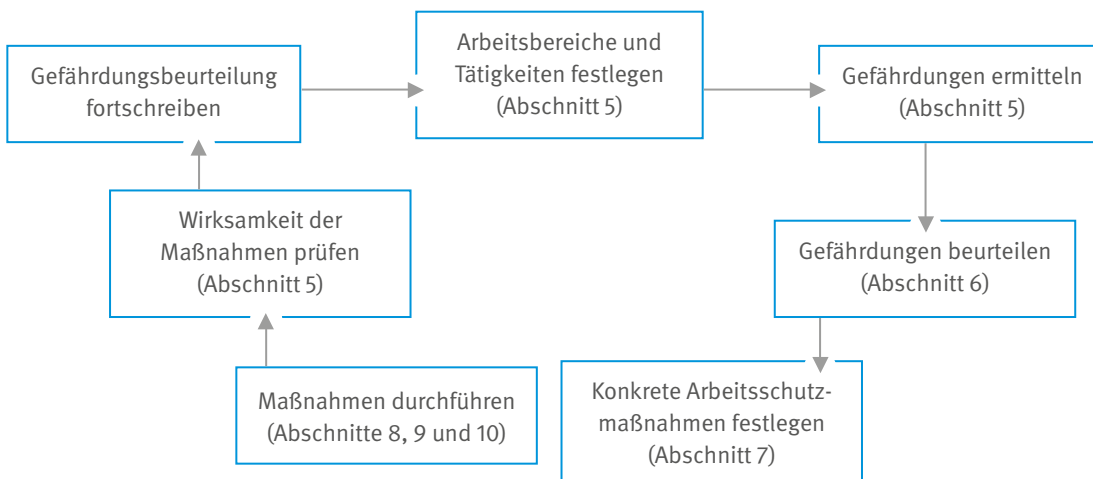 Gefährdungsbeurteilung
fortschreiben
Arbeitsbereiche und
Tätigkeiten festlegen
(Abschnitt 5)
Gefährdungen ermitteln
(Abschnitt 5)
Wirksamkeit der
Maßnahmen prüfen
(Abschnitt 5)
Gefährdungen beurteilen
(Abschnitt 6)
Maßnahmen durchführen
(Abschnitte 8, 9 und 10)
Konkrete Arbeitsschutz-
maßnahmen festlegen
(Abschnitt 7)